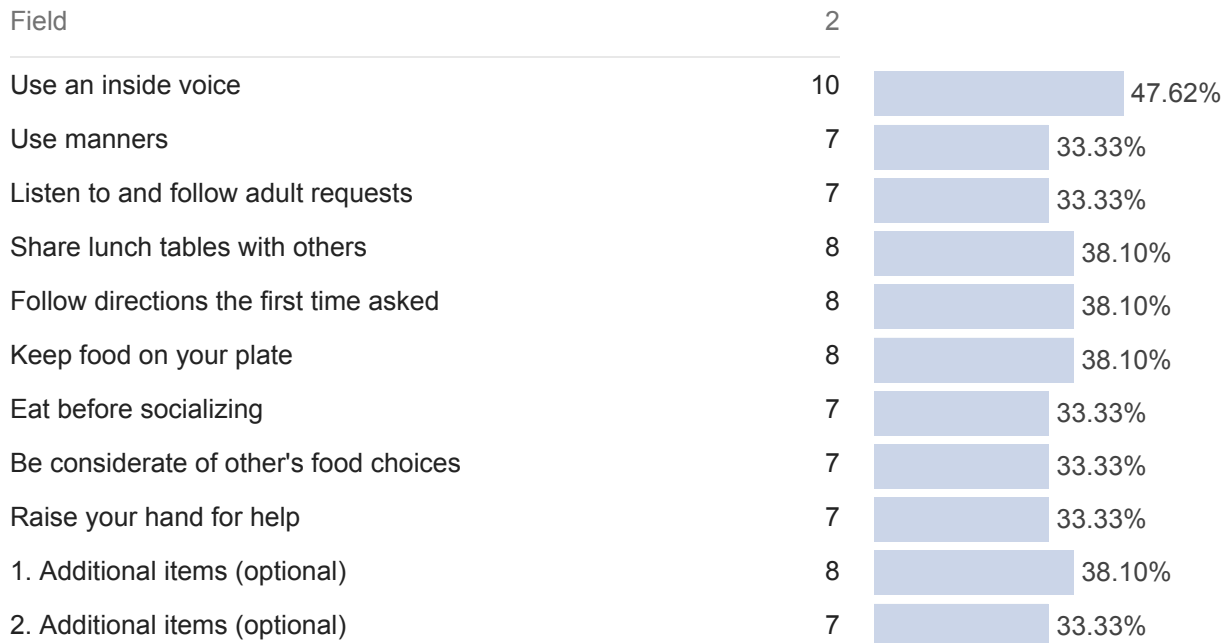 Field 2
Use an inside voice 10 47.62%
Use manners 7 33.33%
Listen to and follow adult requests 7 33.33%
Share lunch tables with others 8 38.10%
Follow directions the first time asked 8 38.10%
Keep food on your plate 8 38.10%
Eat before socializing 7 33.33%
Be considerate of other's food choices 7 33.33%
Raise your hand for help 7 33.33%
1. Additional items (optional) 8 38.10%
2. Additional items (optional) 7 33.33%